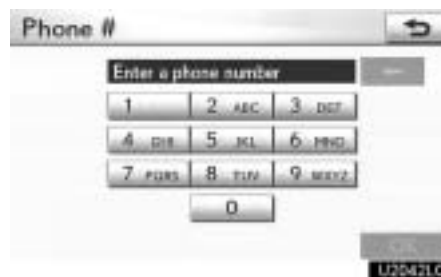 Phone #
Enter a phone number
1 2 ABC 3 DEF
4 GHI 5 JKL 6 MNO
7 PQRS 8 TUV 9 WXYZ
0
OK